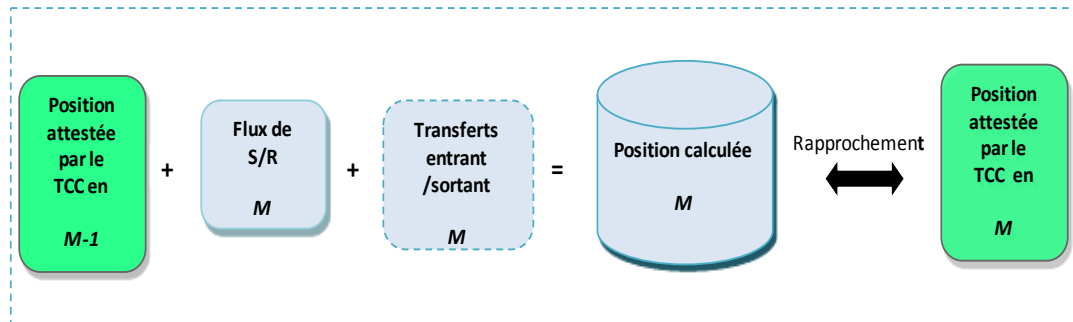 Position
attestée
par le
TCC en
M-1
+
Flux de
S/R
M
+
Transferts
entrant
/sortant
M
=
Position calculée
M
Rapprochement
Position
attestée
par le
TCC en
M